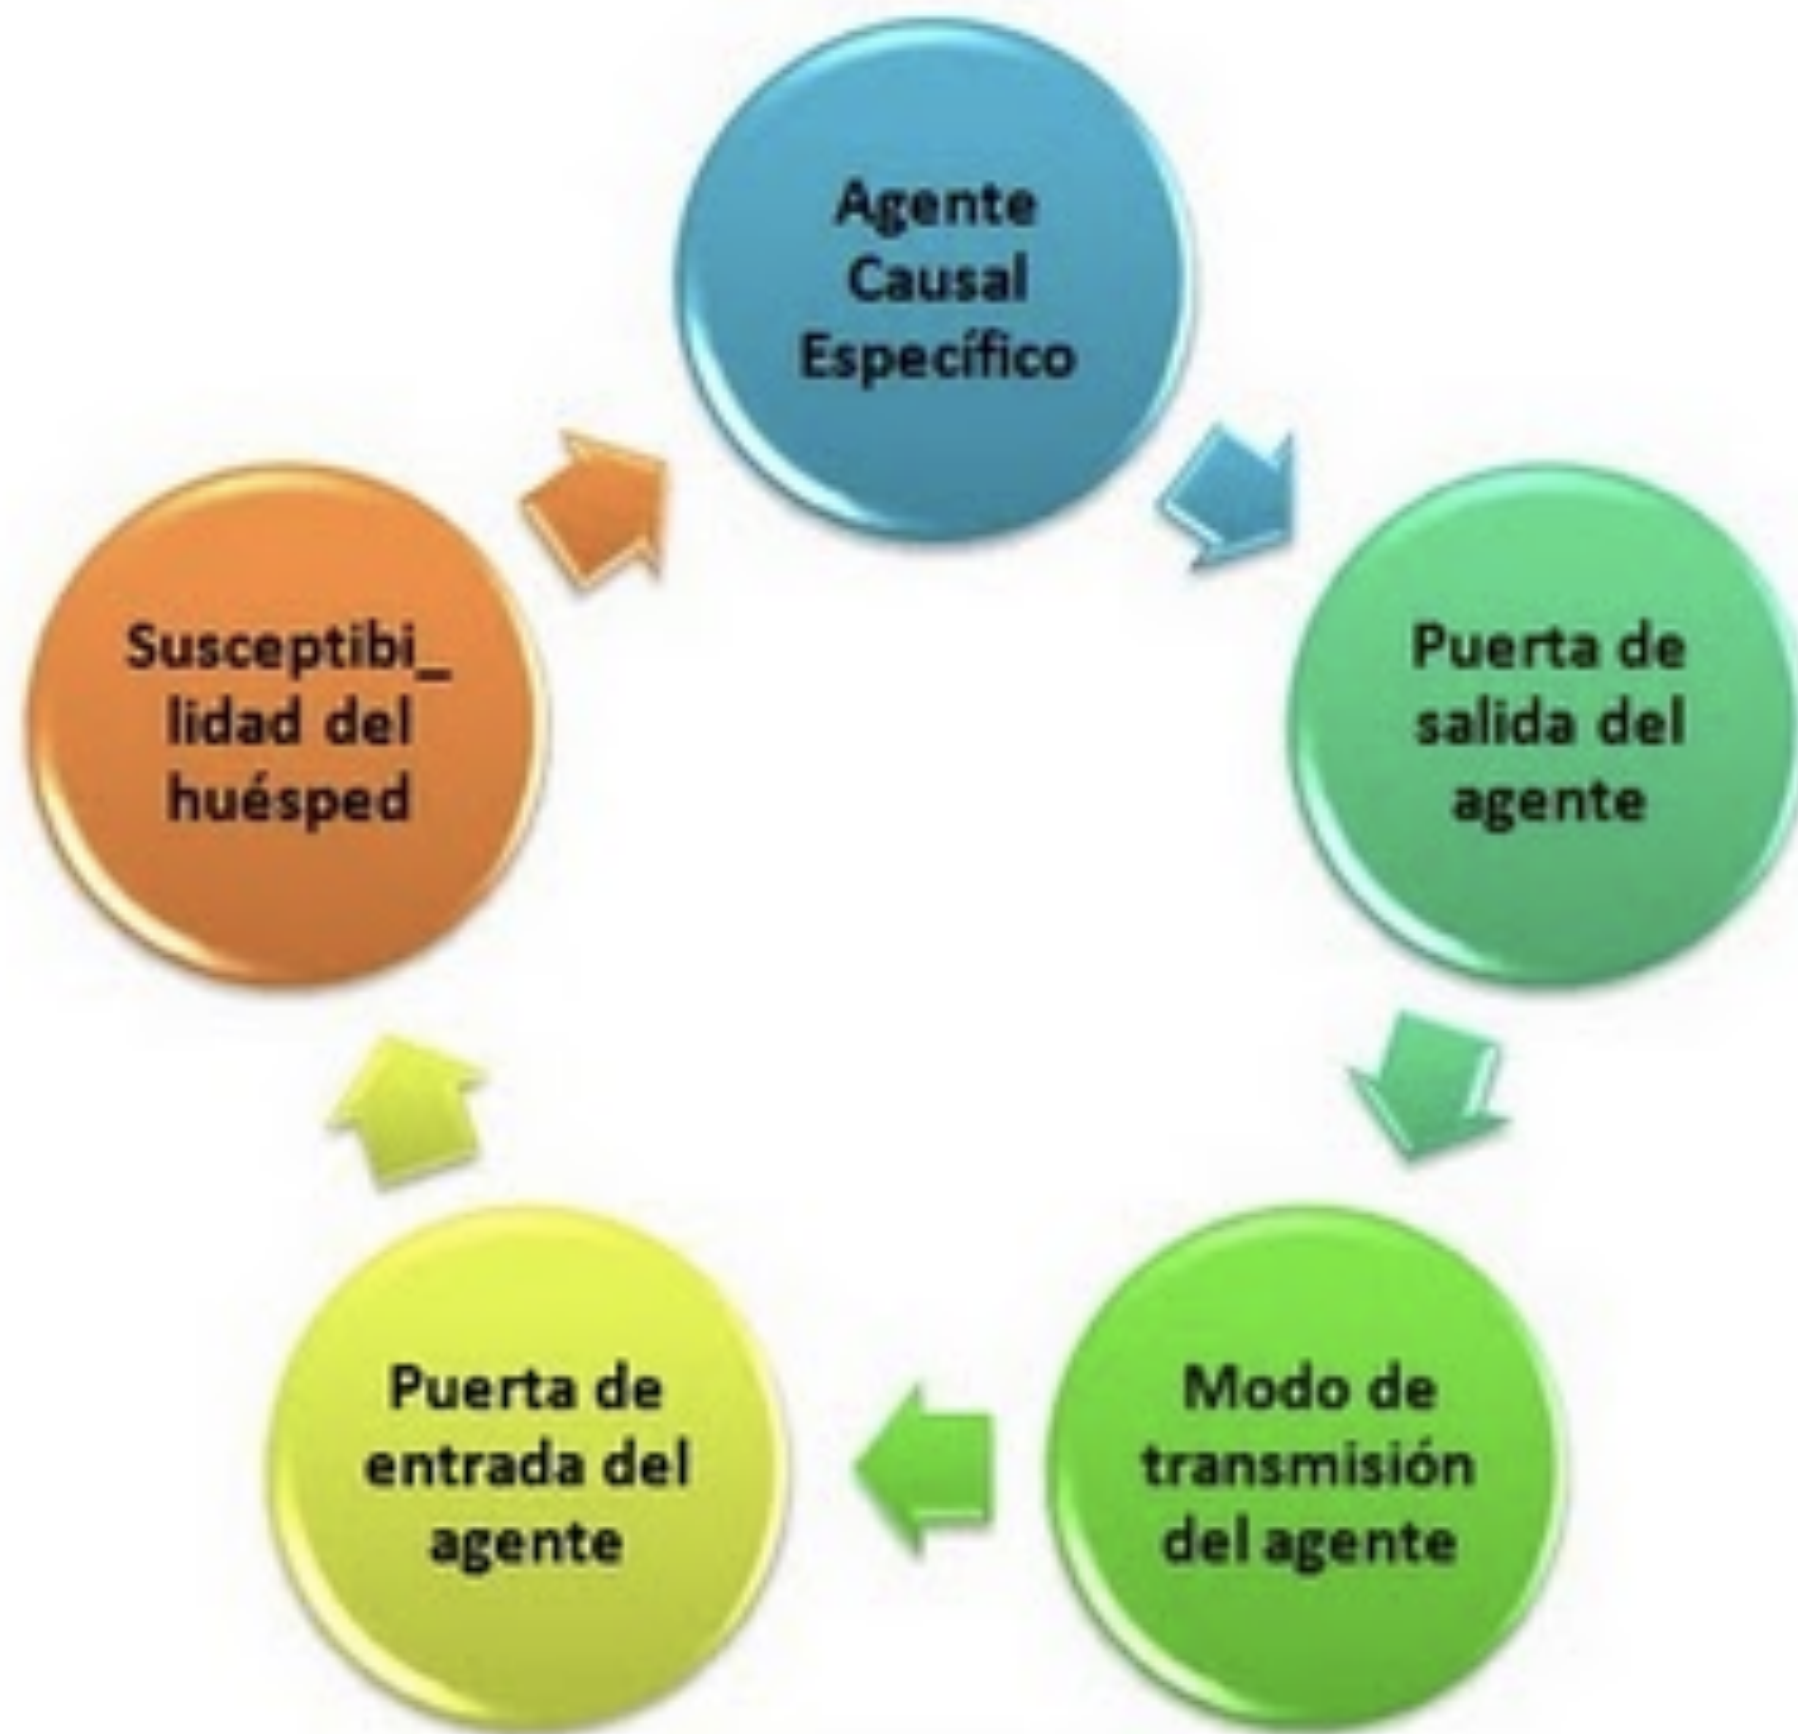 Agente
Causal
Específico
Puerta de
salida del
agente
Modo de
transmisión
del agente
Puerta de
entrada del
agente
Susceptibi_
lidad del
huésped